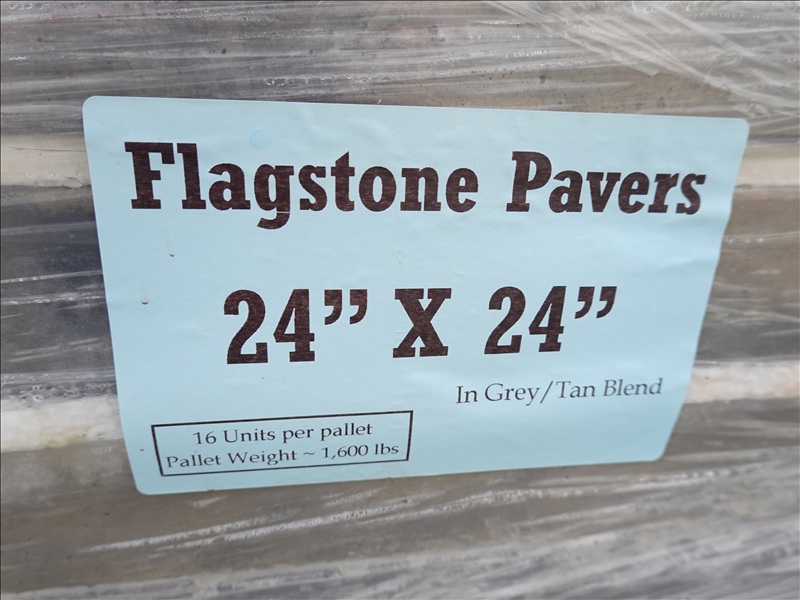 Flagstone Pavers
24” X 24”
In Grey/Tan Blend
16 Units per pallet
Pallet Weight ~ 1,600 lbs